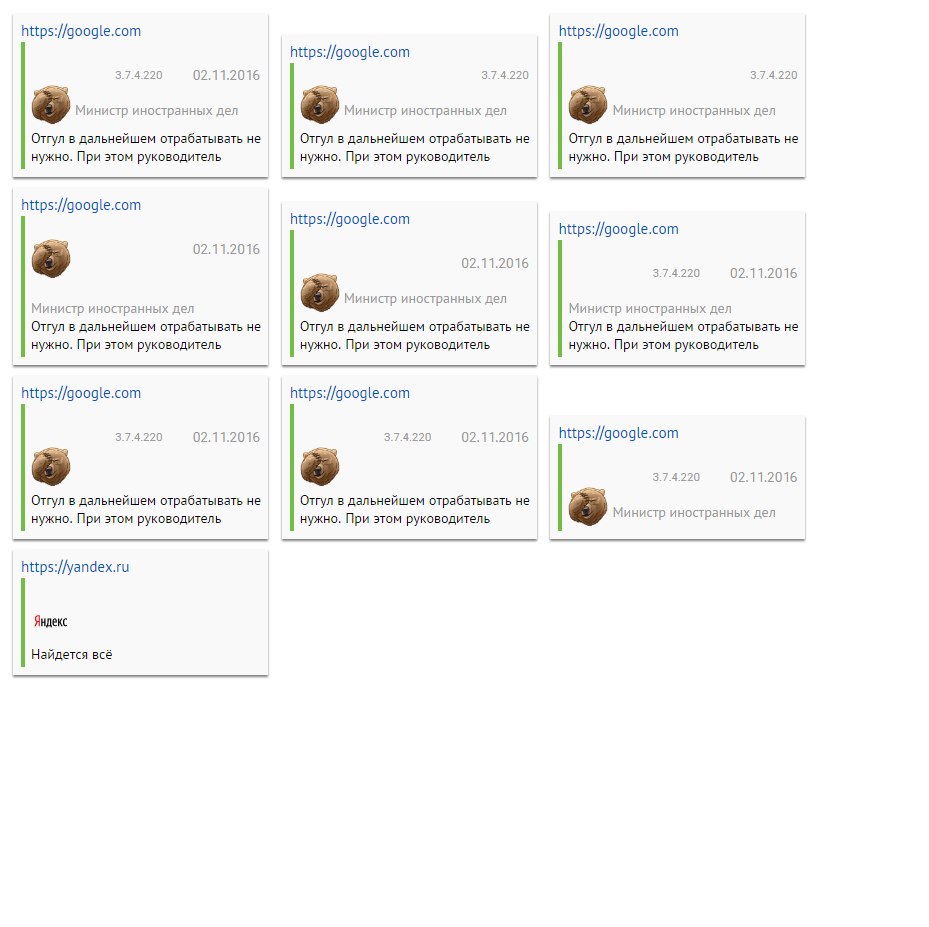 https://google.com
3.7.4.220 02.11.2016
Министр иностранных дел
Отгул в дальнейшем отрабатывать не
нужно. При этом руководитель
https://google.com
3.7.4.220
Министр иностранных дел
Отгул в дальнейшем отрабатывать не
нужно. При этом руководитель
https://google.com
3.7.4.220
Министр иностранных дел
Отгул в дальнейшем отрабатывать не
нужно. При этом руководитель
https://google.com
02.11.2016
Министр иностранных дел
Отгул в дальнейшем отрабатывать не
нужно. При этом руководитель
https://google.com
02.11.2016
Министр иностранных дел
Отгул в дальнейшем отрабатывать не
нужно. При этом руководитель
https://google.com
3.7.4.220 02.11.2016
Министр иностранных дел
Отгул в дальнейшем отрабатывать не
нужно. При этом руководитель
https://google.com
3.7.4.220 02.11.2016
Отгул в дальнейшем отрабатывать не
нужно. При этом руководитель
https://google.com
3.7.4.220 02.11.2016
Отгул в дальнейшем отрабатывать не
нужно. При этом руководитель
https://google.com
3.7.4.220 02.11.2016
Министр иностранных дел
https://yandex.ru
Яндекс
Найдется всё